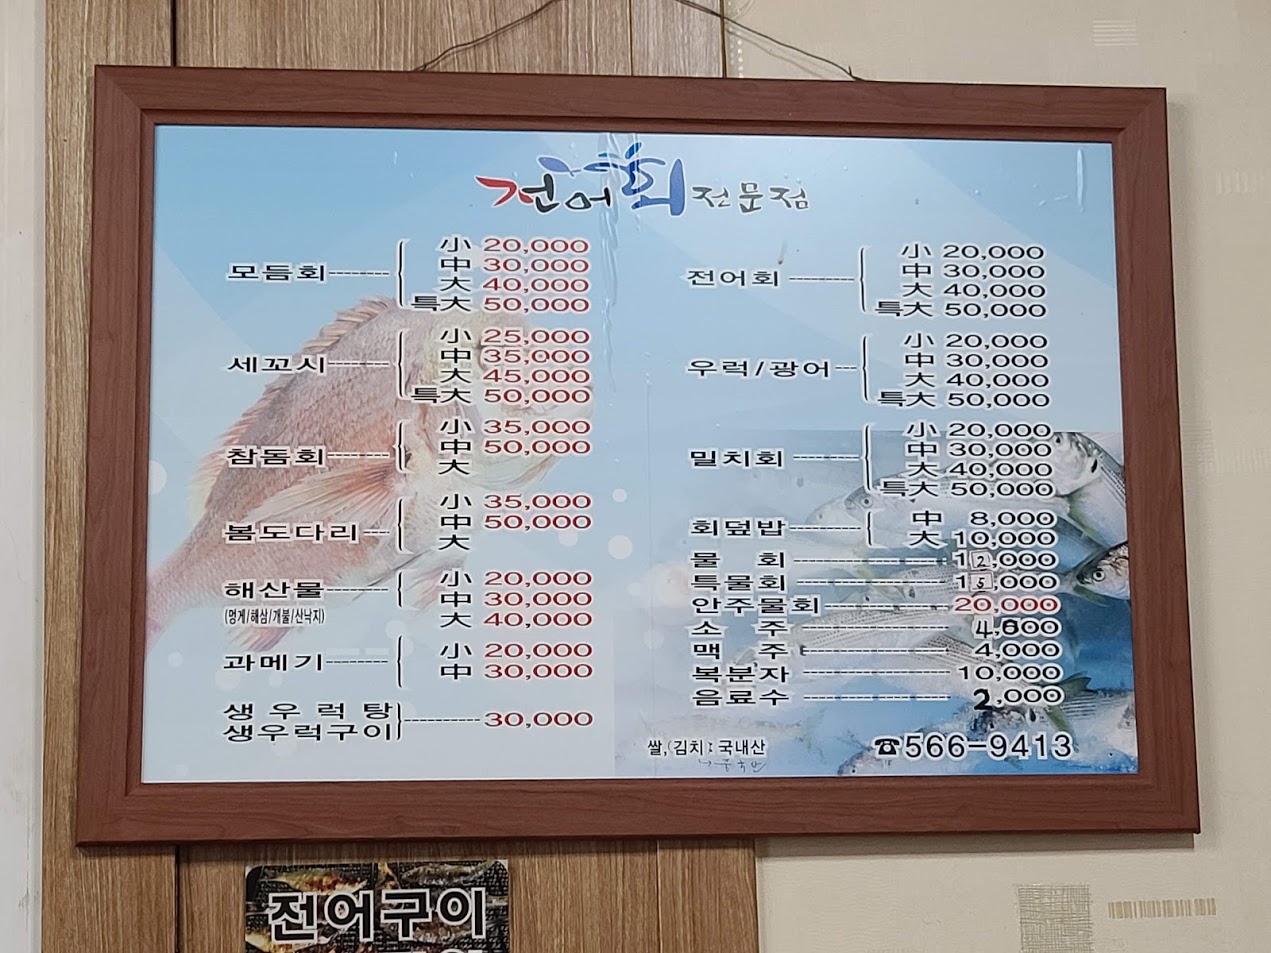 전어회 전문점
小 20,000
中 30,000
모듬회 大 40,000
특大 50,000
小 25,000
中 35,000
세꼬시 大 45,000
특大 50,000
小 35,000
참돔회 中 50,000
大
小 35,000
봄도다리 中 50,000
大
小 20,000
해산물 中 30,000
(멍게/해삼/개불/산낙지) 大 40,000
과메기 小 20,000
中 30,000
생우럭탕
생우럭구이 30,000
小 20,000
전어회 中 30,000
大 40,000
특大 50,000
小 20,000
우럭/광어 中 30,000
大 40,000
특大 50,000
小 20,000
밀치회 中 30,000
大 40,000
특大 50,000
회덮밥 中 8,000
大 10,000
물 회 12,000
특물회 15,000
안주물회 20,000
소 주 4,000
맥 주 4,000
복분자 10,000
음료수 2,000
쌀,(김치: 국내산
☎566-9413
전어구이